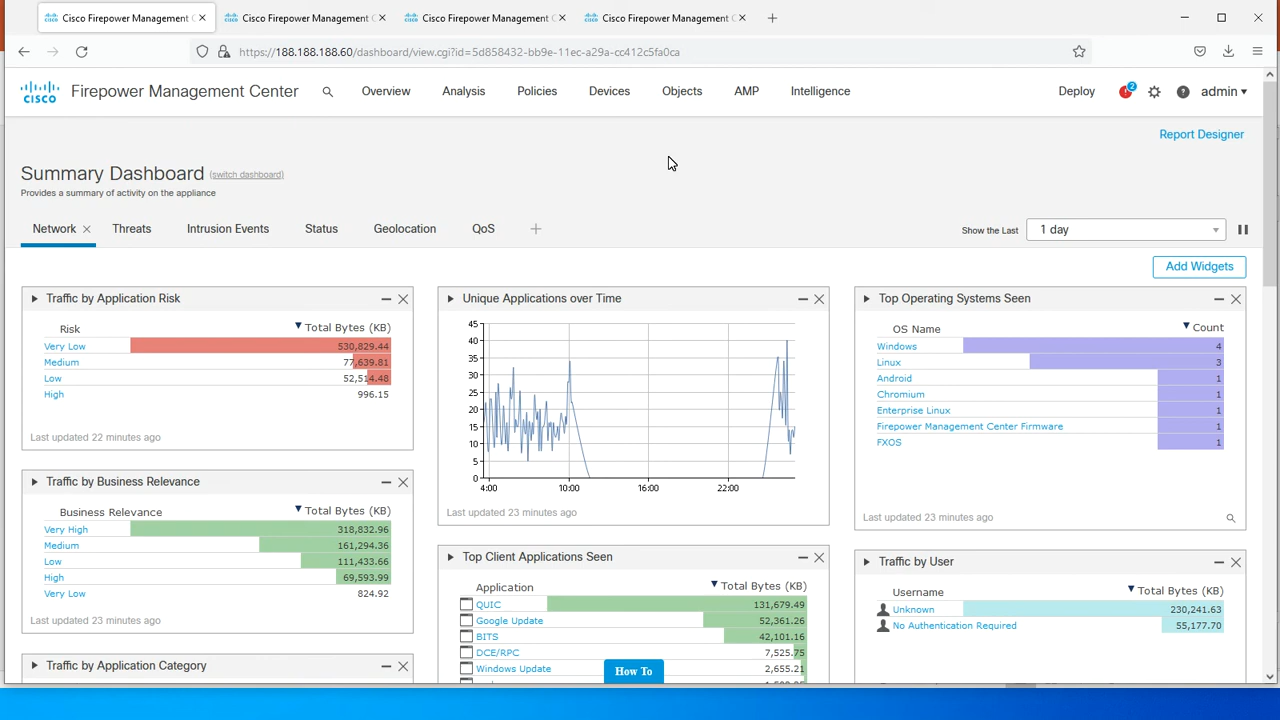 Cisco Firepower Management C
Cisco Firepower Management C
Cisco Firepower Management C
Cisco Firepower Management C
https://188.188.188.60/dashboard/view.cgi?id=5d858432-bb9e-11ec-a29a-cc412c5fa0ca
CISCO
Firepower Management Center
Overview
Analysis
Policies
Devices
Objects
AMP
Intelligence
Deploy
2
admin
Report Designer
Summary Dashboard (switch dashboard)
Provides a summary of activity on the appliance
Network
Threats
Intrusion Events
Status
Geolocation
QoS
Show the Last
1 day
Add Widgets
Traffic by Application Risk
Risk Total Bytes (KB)
Very Low 530,829.44
Medium 77,639.81
Low 52,514.48
High 996.15
Last updated 22 minutes ago
Traffic by Business Relevance
Business Relevance Total Bytes (KB)
Very High 318,832.96
Medium 161,294.36
Low 111,433.66
High 69,593.99
Very Low 824.92
Last updated 23 minutes ago
Traffic by Application Category
Unique Applications over Time
45
40
35
30
25
20
15
10
5
0
4:00 10:00 16:00 22:00
Last updated 23 minutes ago
Top Client Applications Seen
Application Total Bytes (KB)
QUIC 131,679.49
Google Update 52,361.26
BITS 42,101.16
DCE/RPC 7,525.75
Windows Update 2,655.21
How To
Top Operating Systems Seen
OS Name Count
Windows 4
Linux 3
Android 1
Chromium 1
Enterprise Linux 1
Firepower Management Center Firmware 1
FXOS 1
Last updated 23 minutes ago
Traffic by User
Username Total Bytes (KB)
Unknown 230,241.63
No Authentication Required 55,177.70